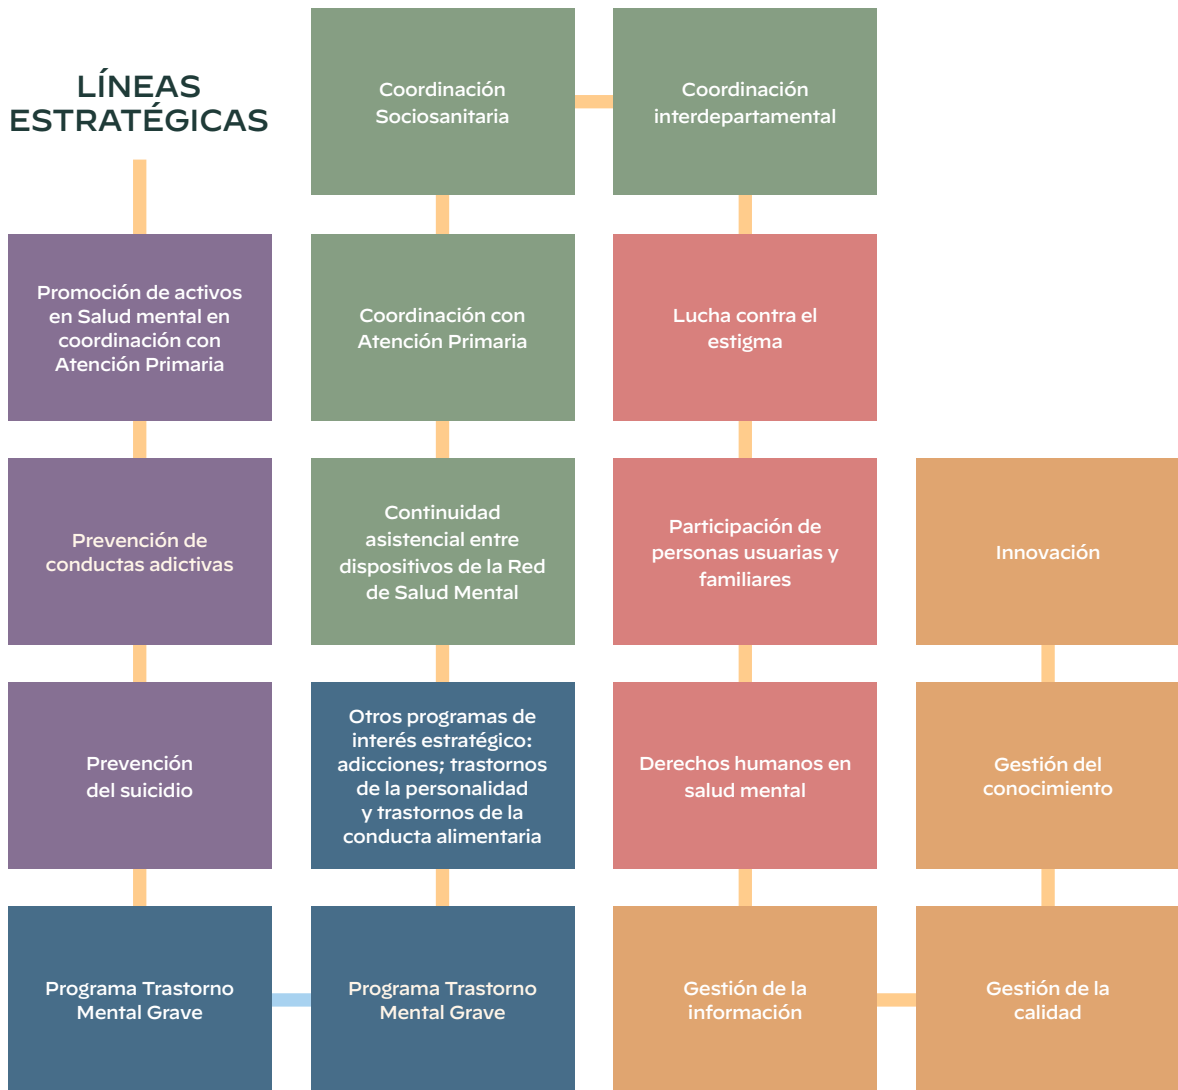 LÍNEAS
ESTRATÉGICAS
Promoción de activos
en Salud mental en
coordinación con
Atención Primaria
Prevención de
conductas adictivas
Prevención
del suicidio
Programa Trastorno
Mental Grave
Programa Trastorno
Mental Grave
Otros programas de
interés estratégico:
adicciones; trastornos
de la personalidad
y trastornos de la
conducta alimentaria
Continuidad
asistencial entre
dispositivos de la Red
de Salud Mental
Coordinación con
Atención Primaria
Coordinación
Sociosanitaria
Coordinación
interdepartamental
Lucha contra el
estigma
Participación de
personas usuarias y
familiares
Derechos humanos en
salud mental
Gestión de la
información
Gestión de la
calidad
Gestión del
conocimiento
Innovación